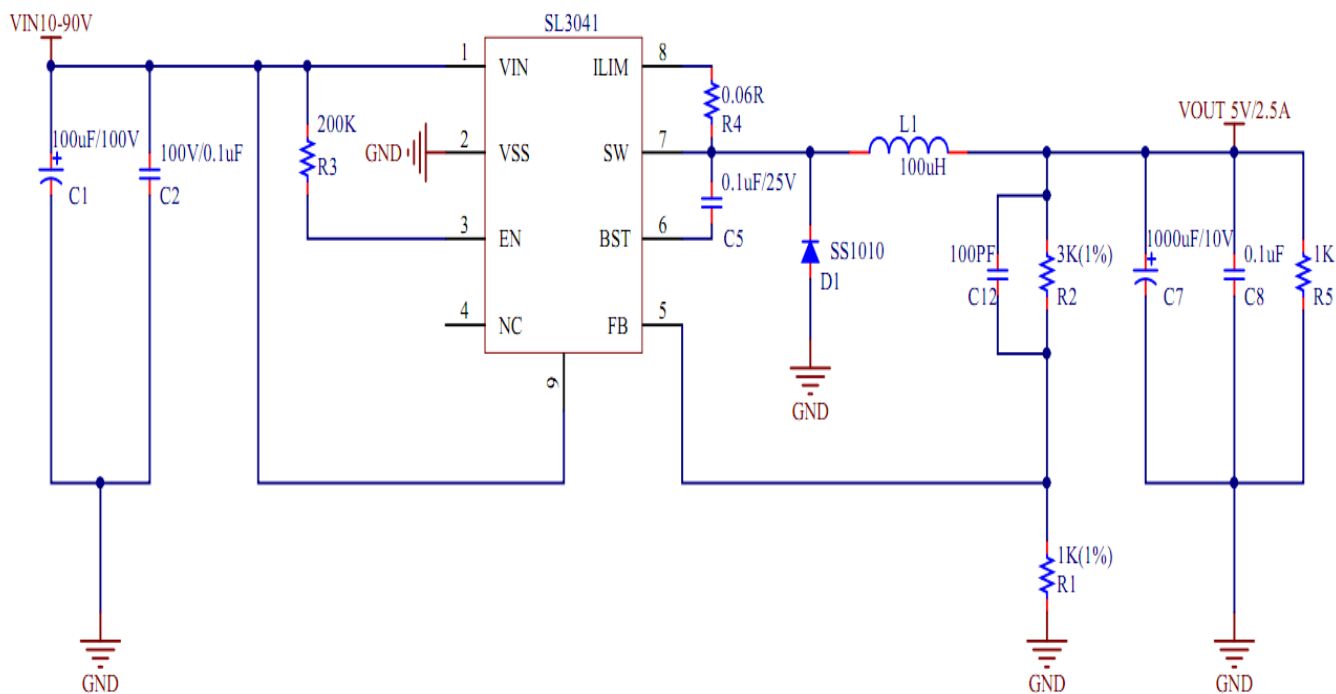 VIN10-90V
SL3041
1
VIN
ILIM
8
0.06R
R4
VOUT 5V/2.5A
100uF/100V
C1
100V/0.1uF
C2
200K
R3
GND
2
VSS
SW
7
L1
100uH
0.1uF/25V
C5
3
EN
BST
6
SS1010
D1
100PF
C12
3K(1%)
R2
1000uF/10V
C7
0.1uF
C8
1K
R5
4
NC
FB
5
9
GND
1K(1%)
R1
GND
GND
GND